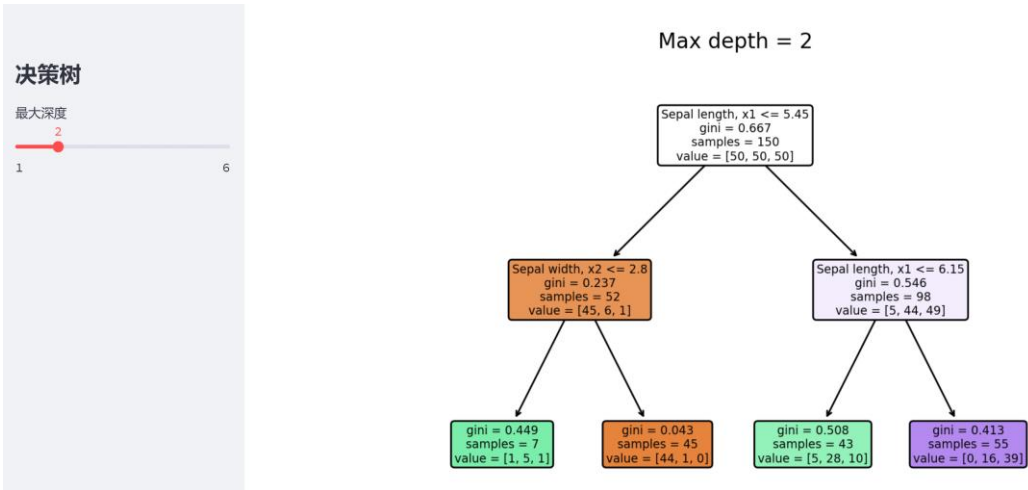 决策树
最大深度
2
1 6
Max depth = 2
Sepal length, x1 <= 5.45
gini = 0.667
samples = 150
value = [50, 50, 50]
Sepal width, x2 <= 2.8
gini = 0.237
samples = 52
value = [45, 6, 1]
Sepal length, x1 <= 6.15
gini = 0.546
samples = 98
value = [5, 44, 49]
gini = 0.449
samples = 7
value = [1, 5, 1]
gini = 0.043
samples = 45
value = [44, 1, 0]
gini = 0.508
samples = 43
value = [5, 28, 10]
gini = 0.413
samples = 55
value = [0, 16, 39]